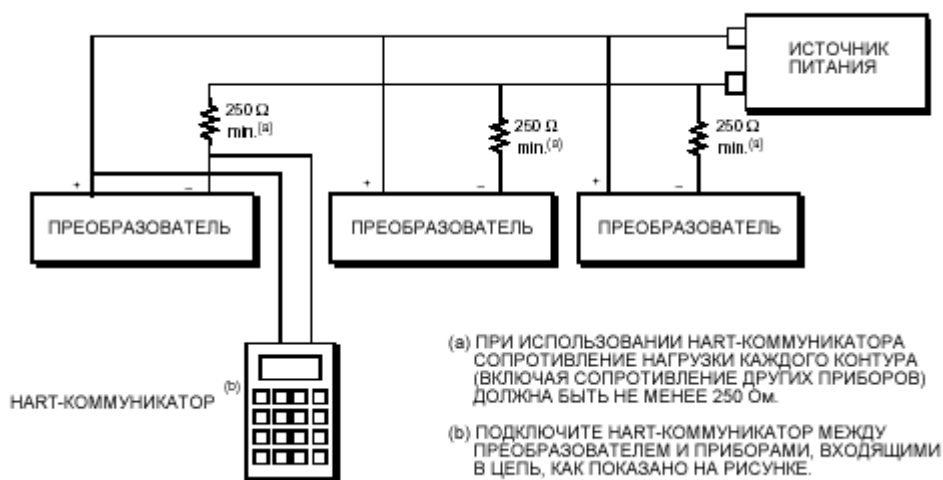 ИСТОЧНИК
ПИТАНИЯ
250 Ω
min.(a)
250 Ω
min.(a)
250 Ω
min.(a)
+
–
+
–
+
–
ПРЕОБРАЗОВАТЕЛЬ
ПРЕОБРАЗОВАТЕЛЬ
ПРЕОБРАЗОВАТЕЛЬ
HART-КОММУНИКАТОР (b)
(a) ПРИ ИСПОЛЬЗОВАНИИ HART-КОММУНИКАТОРА
СОПРОТИВЛЕНИЕ НАГРУЗКИ КАЖДОГО КОНТУРА
(ВКЛЮЧАЯ СОПРОТИВЛЕНИЕ ДРУГИХ ПРИБОРОВ)
ДОЛЖНА БЫТЬ НЕ МЕНЕЕ 250 Ом.
(b) ПОДКЛЮЧИТЕ HART-КОММУНИКАТОР МЕЖДУ
ПРЕОБРАЗОВАТЕЛЕМ И ПРИБОРАМИ, ВХОДЯЩИМИ
В ЦЕПЬ, КАК ПОКАЗАНО НА РИСУНКЕ.